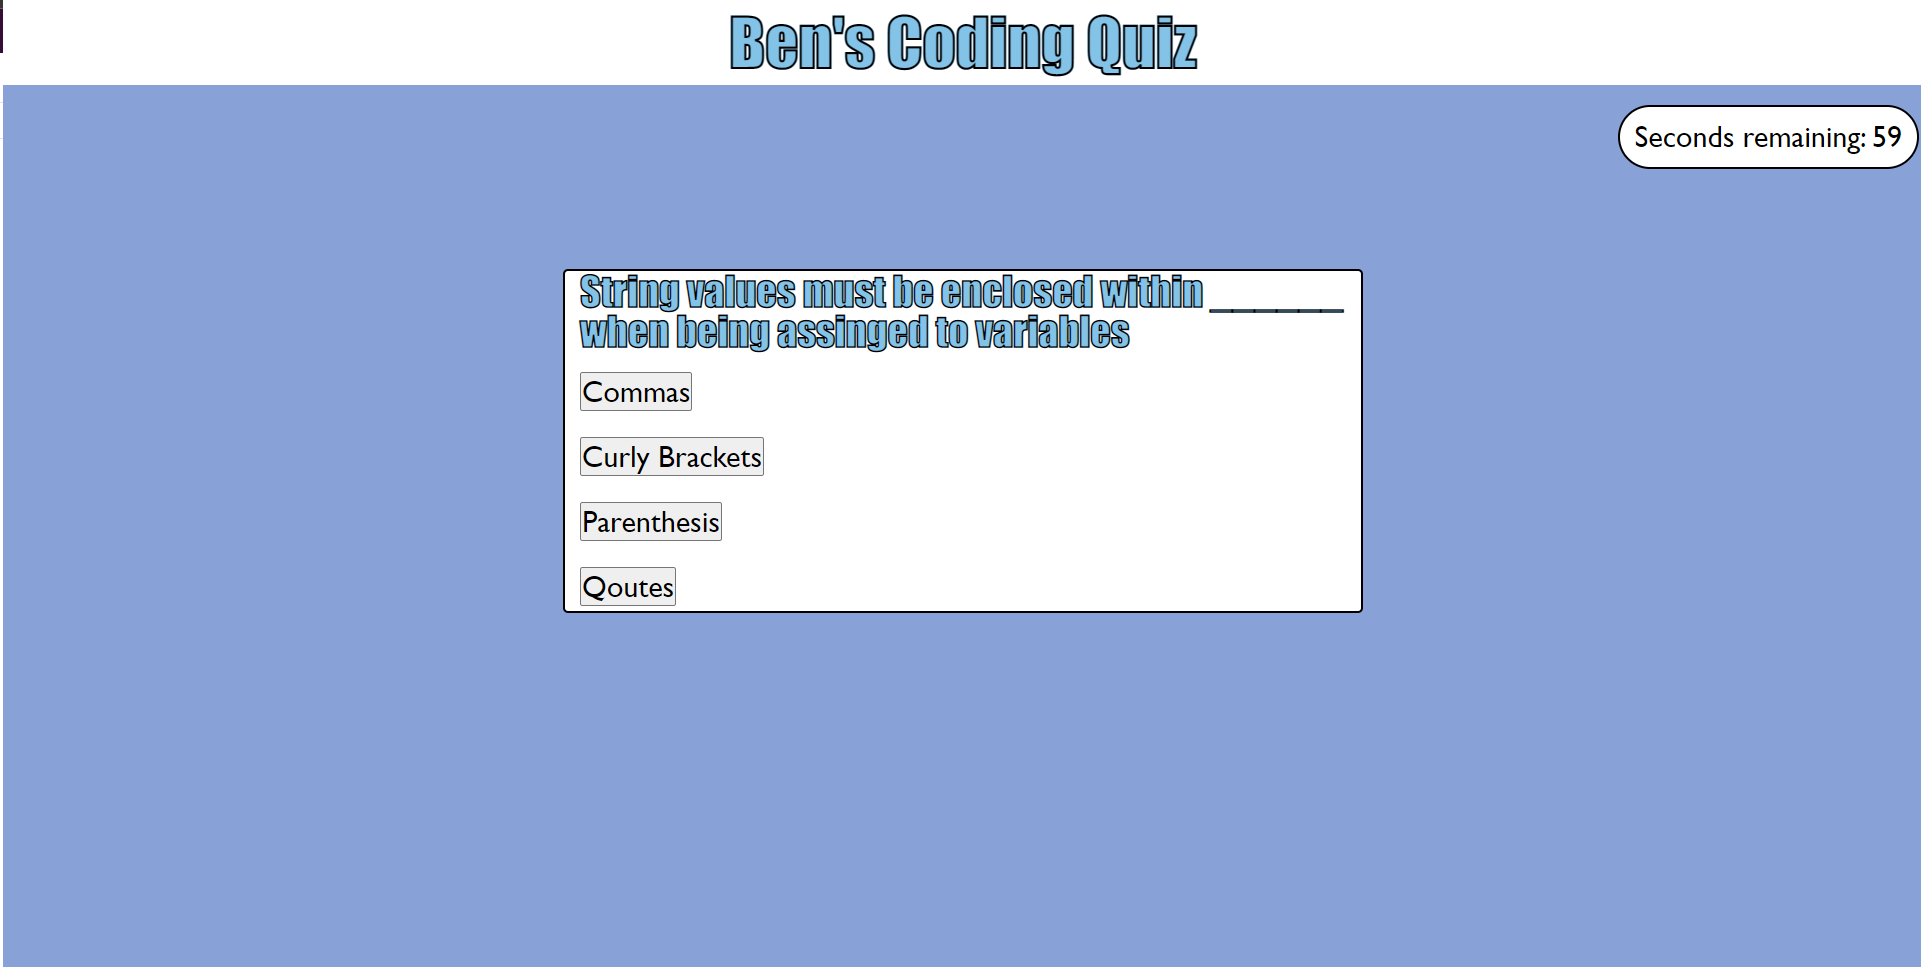 Ben's Coding Quiz
Seconds remaining: 59
String values must be enclosed within ______
when being assinged to variables
Commas
Curly Brackets
Parenthesis
Qoutes